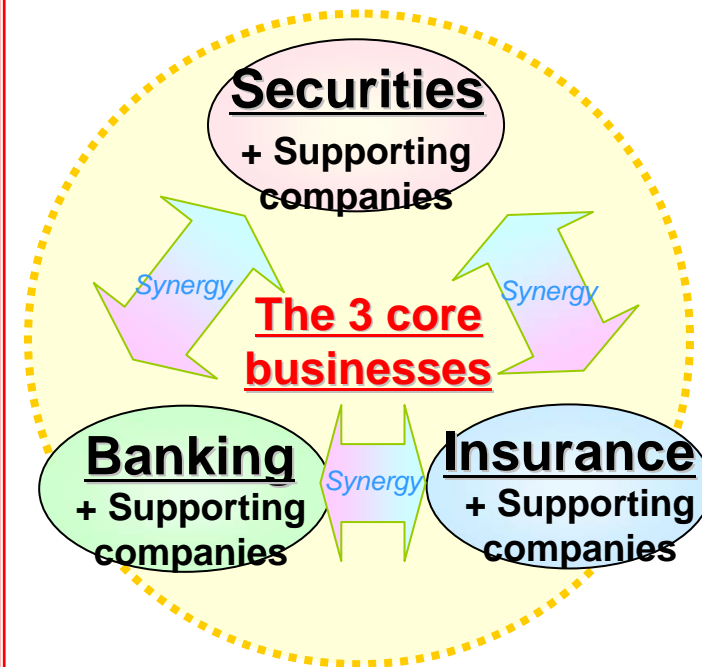 Securities
+ Supporting
companies
Synergy
Synergy
The 3 core
businesses
Banking
+ Supporting
companies
Synergy
Insurance
+ Supporting
companies